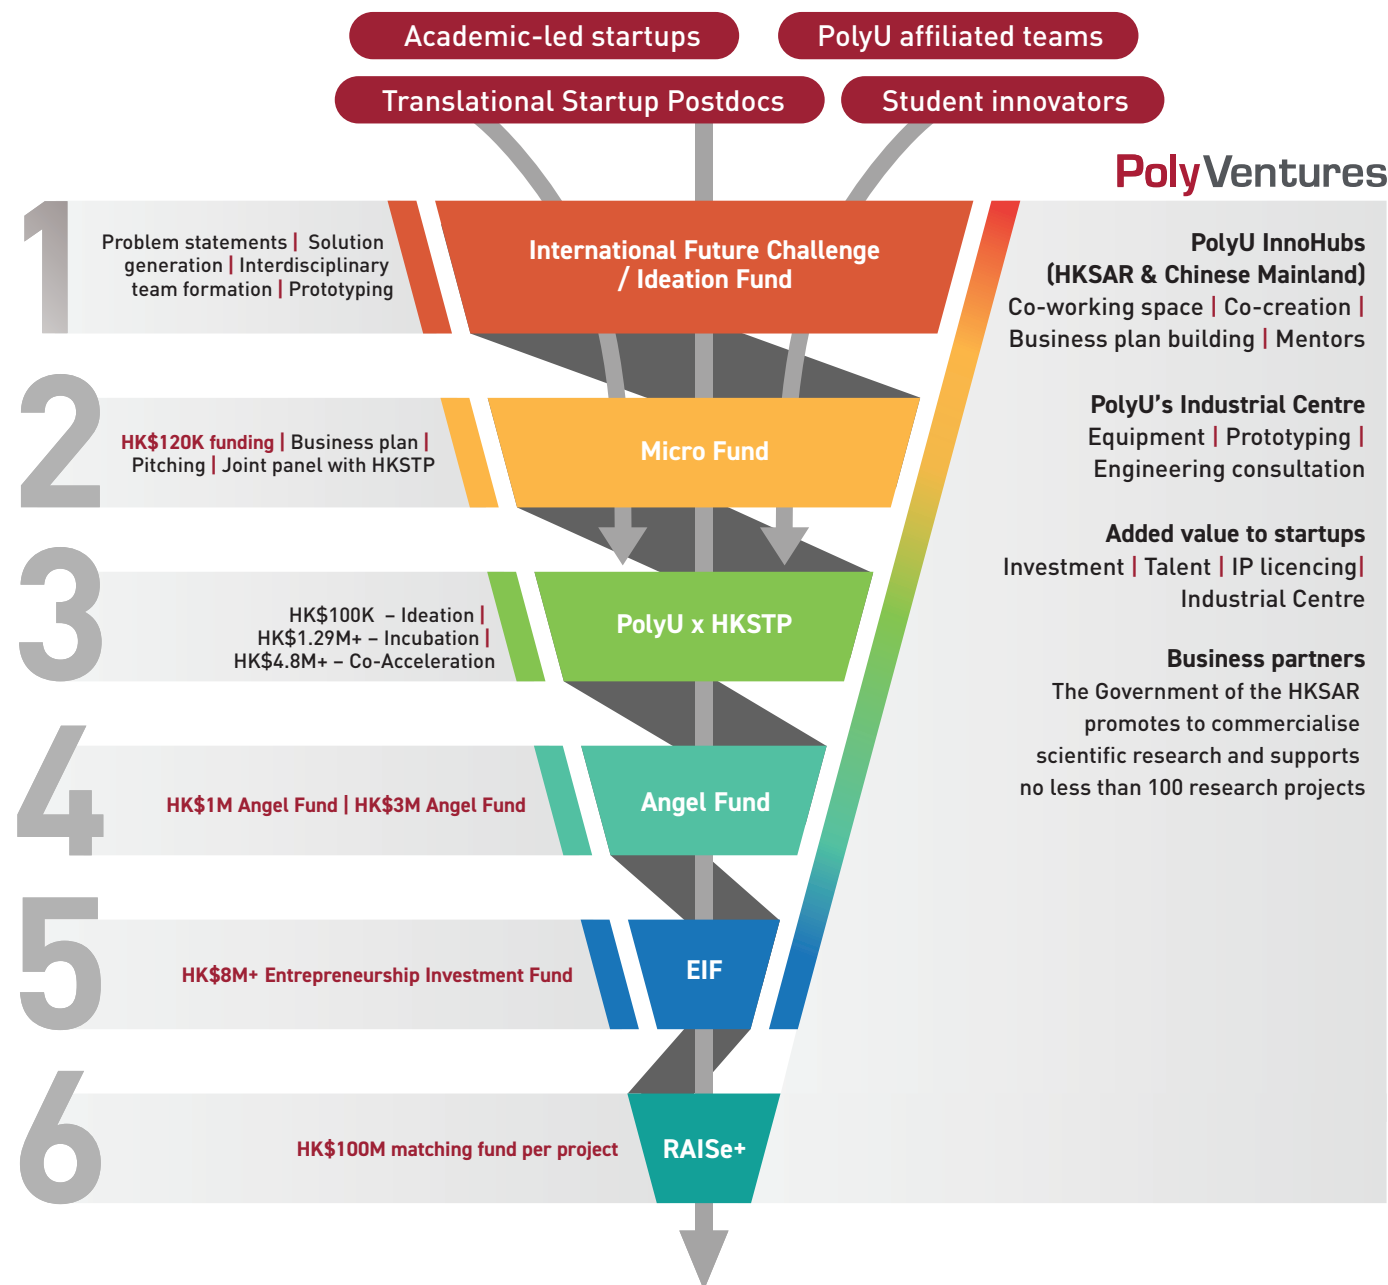 Academic-led startups
PolyU affiliated teams
Translational Startup Postdocs
Student innovators
PolyVentures
1
Problem statements | Solution
generation | Interdisciplinary
team formation | Prototyping
International Future Challenge
/ Ideation Fund
2
HK$120K funding | Business plan |
Pitching | Joint panel with HKSTP
Micro Fund
3
HK$100K – Ideation |
HK$1.29M+ – Incubation |
HK$4.8M+ – Co-Acceleration
PolyU x HKSTP
4
HK$1M Angel Fund | HK$3M Angel Fund
Angel Fund
5
HK$8M+ Entrepreneurship Investment Fund
EIF
6
HK$100M matching fund per project
RAISe+
PolyU InnoHubs
(HKSAR & Chinese Mainland)
Co-working space | Co-creation |
Business plan building | Mentors
PolyU's Industrial Centre
Equipment | Prototyping |
Engineering consultation
Added value to startups
Investment | Talent | IP licencing|
Industrial Centre
Business partners
The Government of the HKSAR
promotes to commercialise
scientific research and supports
no less than 100 research projects